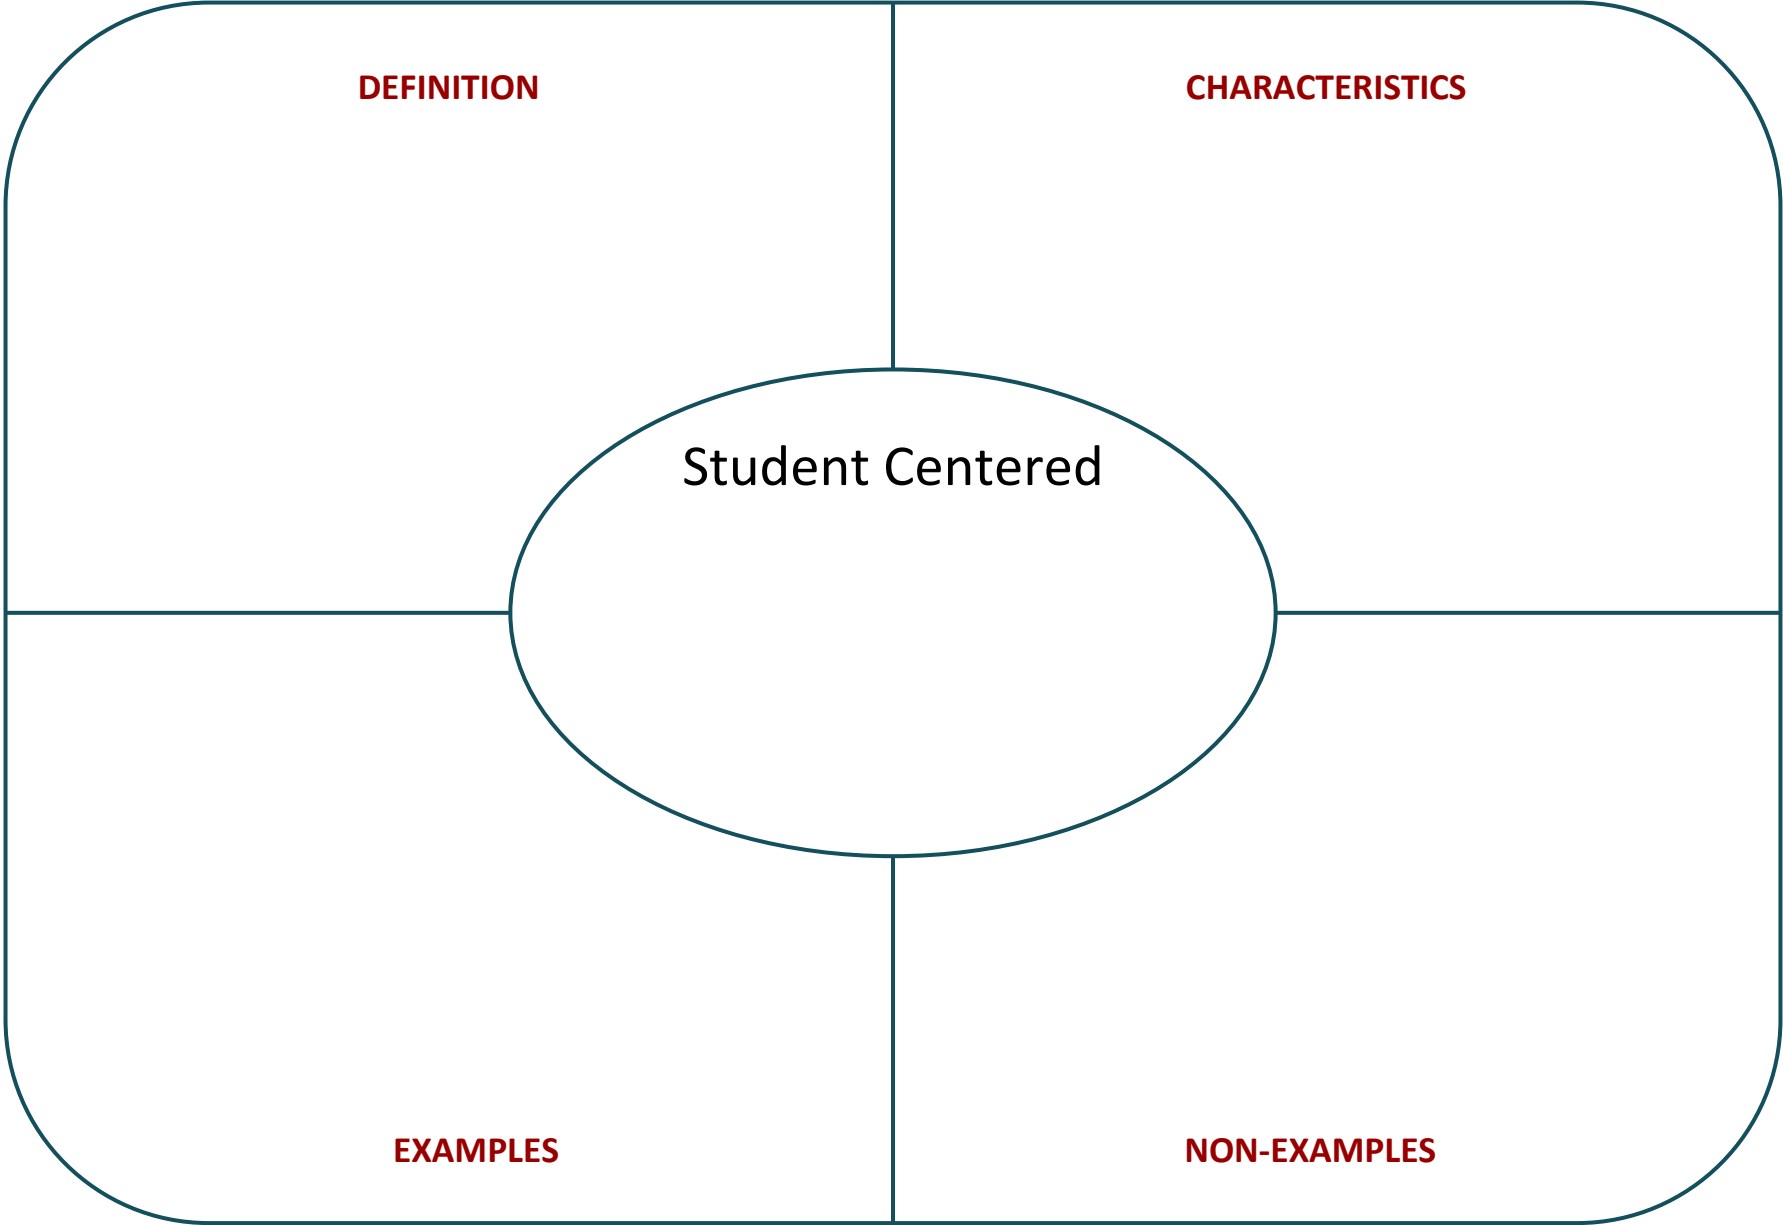 DEFINITION
CHARACTERISTICS
Student Centered
EXAMPLES
NON-EXAMPLES